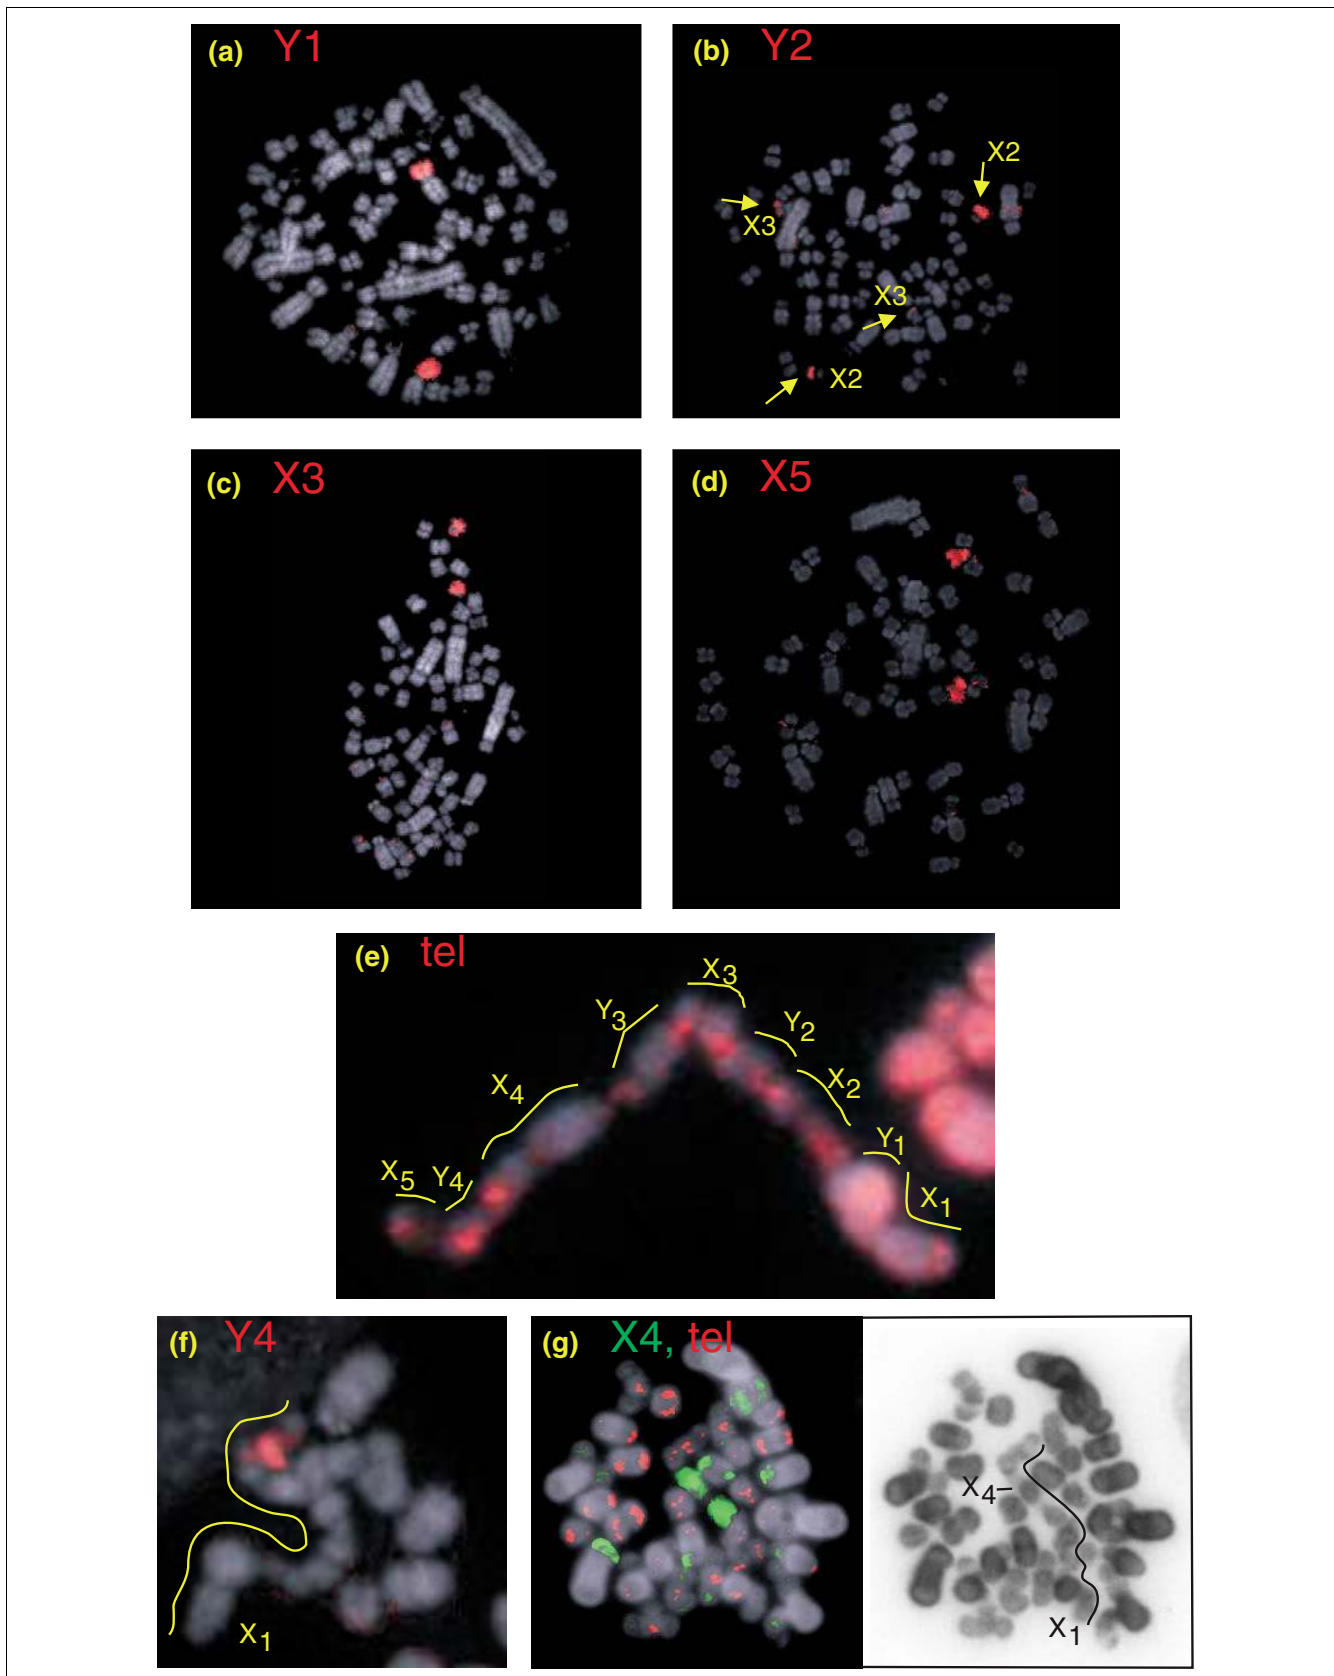 (a) Y1
(b) Y2
X2
X3
X3
X2
(c) X3
(d) X5
(e) tel
X3
Y3
Y2
X4
X2
Y1
X5
Y4
X1
(f) Y4
X1
(g) X4, tel
X4
X1